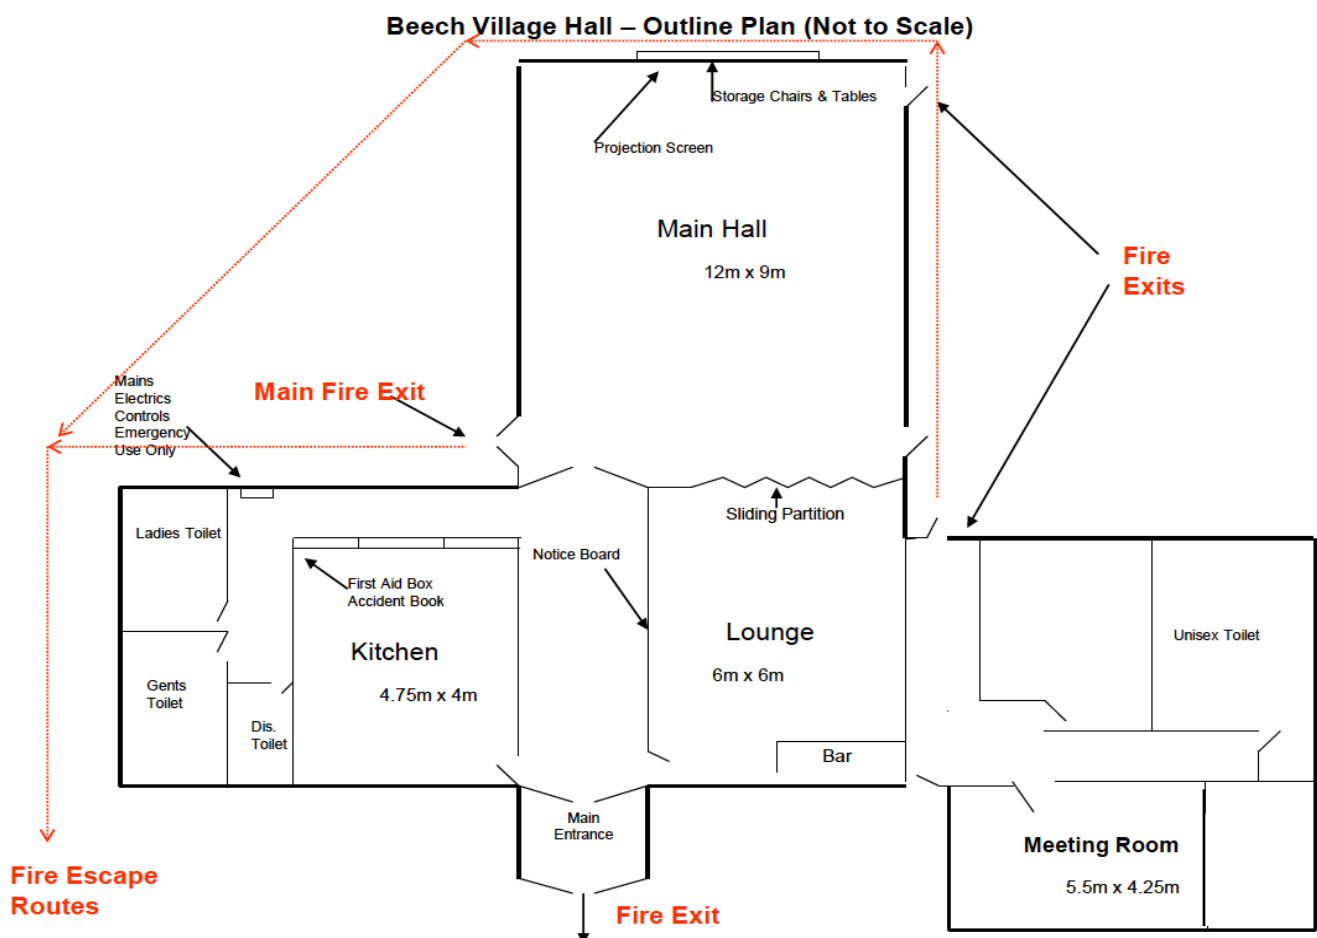 Beech Village Hall – Outline Plan (Not to Scale)
Storage Chairs & Tables
Projection Screen
Main Hall
12m x 9m
Fire
Exits
Mains
Electrics
Controls
Emergency
Use Only
Main Fire Exit
Ladies Toilet
Sliding Partition
Notice Board
First Aid Box
Accident Book
Kitchen
4.75m x 4m
Lounge
6m x 6m
Unisex Toilet
Gents
Toilet
Dis.
Toilet
Bar
Main
Entrance
Meeting Room
5.5m x 4.25m
Fire Escape
Routes
Fire Exit